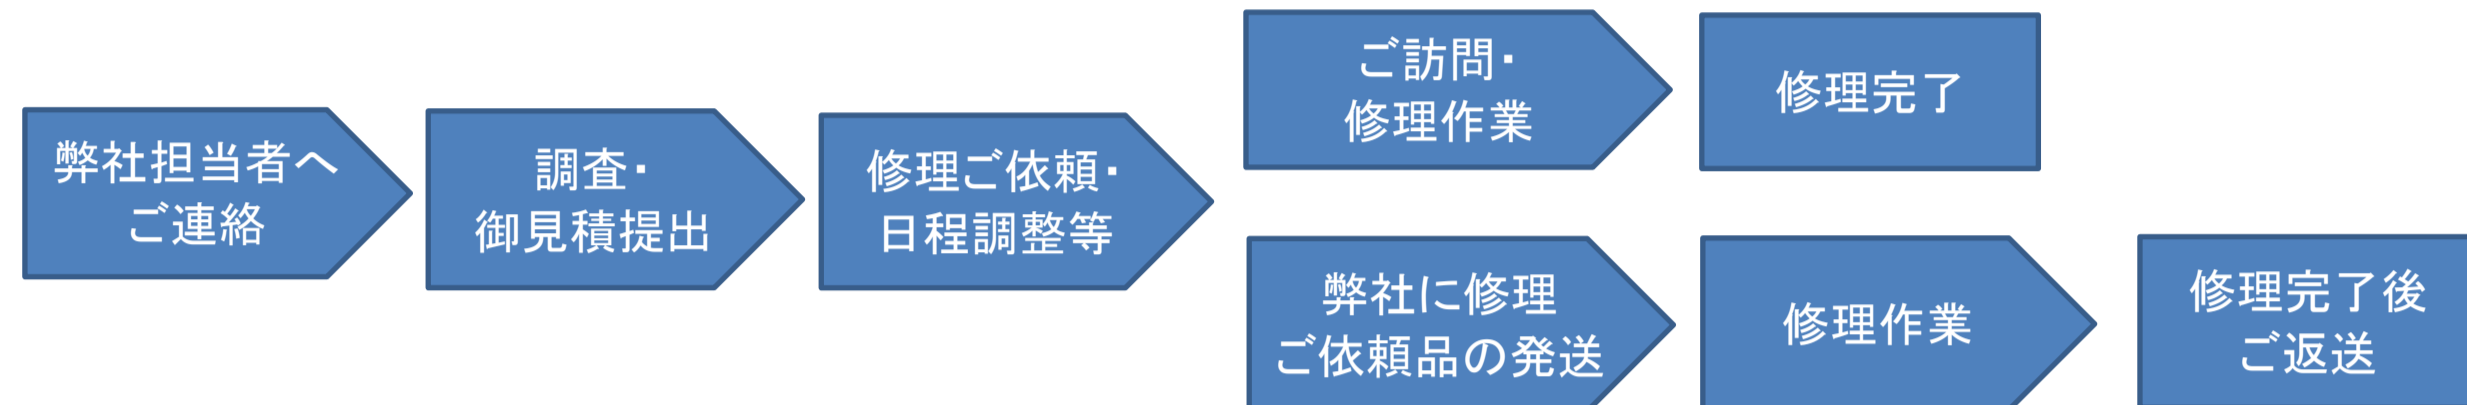 弊社担当者へ
ご連絡
調査・
御見積提出
修理ご依頼・
日程調整等
ご訪問・
修理作業
修理完了
弊社に修理
ご依頼品の発送
修理作業
修理完了後
ご返送